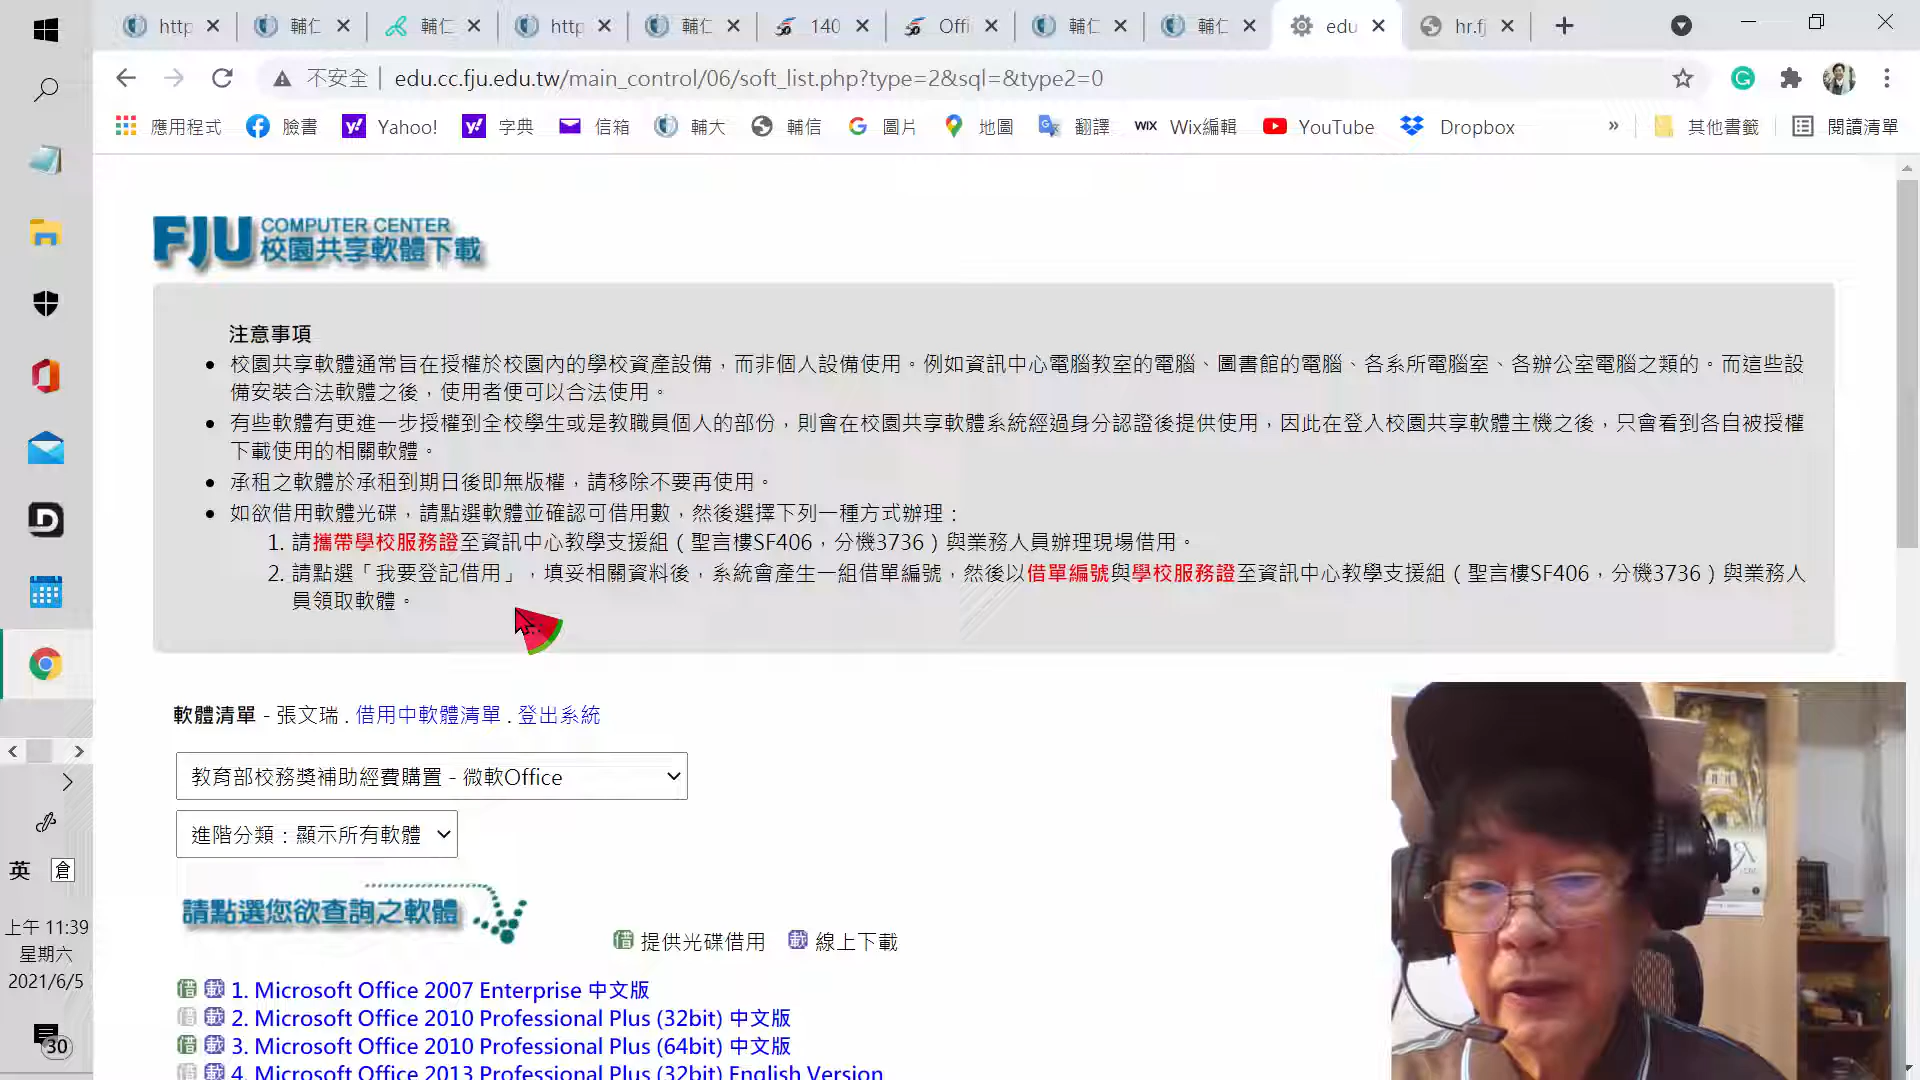 http
輔仁
輔仁
http
輔仁
140
Offi
輔仁
輔仁
edu
hr.fj
不安全
edu.cc.fju.edu.tw/main_control/06/soft_list.php?type=2&sql=&type2=0
應用程式
臉書
Yahoo!
字典
信箱
輔大
輔信
圖片
地圖
翻譯
WIX Wix編輯
YouTube
Dropbox
»
其他書籤
閱讀清單
FJU COMPUTER CENTER
校園共享軟體下載
注意事項
校園共享軟體通常旨在授權於校園內的學校資產設備，而非個人設備使用。例如資訊中心電腦教室的電腦、圖書館的電腦、各系所電腦室、各辦公室電腦之類的。而這些設
備安裝合法軟體之後，使用者便可以合法使用。
有些軟體有更進一步授權到全校學生或是教職員個人的部份，則會在校園共享軟體系統經過身分認證後提供使用，因此在登入校園共享軟體主機之後，只會看到各自被授權
下載使用的相關軟體。
承租之軟體於承租到期日後即無版權，請移除不要再使用。
如欲借用軟體光碟，請點選軟體並確認可借用數，然後選擇下列一種方式辦理：
1. 請攜帶學校服務證至資訊中心教學支援組（聖言樓SF406，分機3736）與業務人員辦理現場借用。
2. 請點選「我要登記借用」，填妥相關資料後，系統會產生一組借單編號，然後以借單編號與學校服務證至資訊中心教學支援組（聖言樓SF406，分機3736）與業務人
員領取軟體。
軟體清單 - 張文瑞 . 借用中軟體清單 . 登出系統
教育部校務獎補助經費購置 - 微軟Office
進階分類：顯示所有軟體
請點選您欲查詢之軟體
借 提供光碟借用 載 線上下載
借 載 1. Microsoft Office 2007 Enterprise 中文版
借 載 2. Microsoft Office 2010 Professional Plus (32bit) 中文版
借 載 3. Microsoft Office 2010 Professional Plus (64bit) 中文版
借 載 4. Microsoft Office 2013 Professional Plus (32bit) English Version
英 倉
上午 11:39
星期六
2021/6/5
30